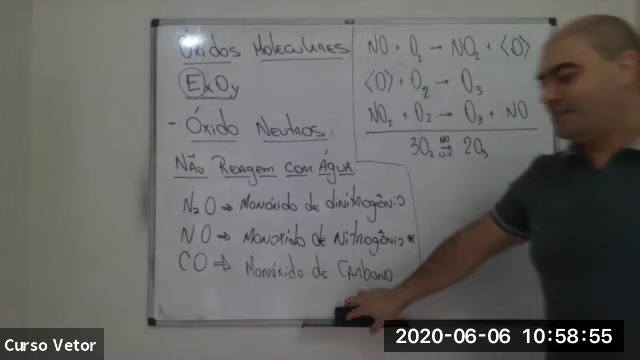 Óxidos Moleculares
ExOy
- Óxido Neutros
Não Reagem com Água
N₂O → Monóxido de dinitrogênio
NO → Monoxido de Nitrogênio *
CO ⇒ Monóxido de Carbono
NO + O₂ → NO₂ + <O>
<O> + O₂ → O₃
NO₂ + O₂ → O₃ + NO
3O₂ → 2O₃
Curso Vetor
2020-06-06 10:58:55